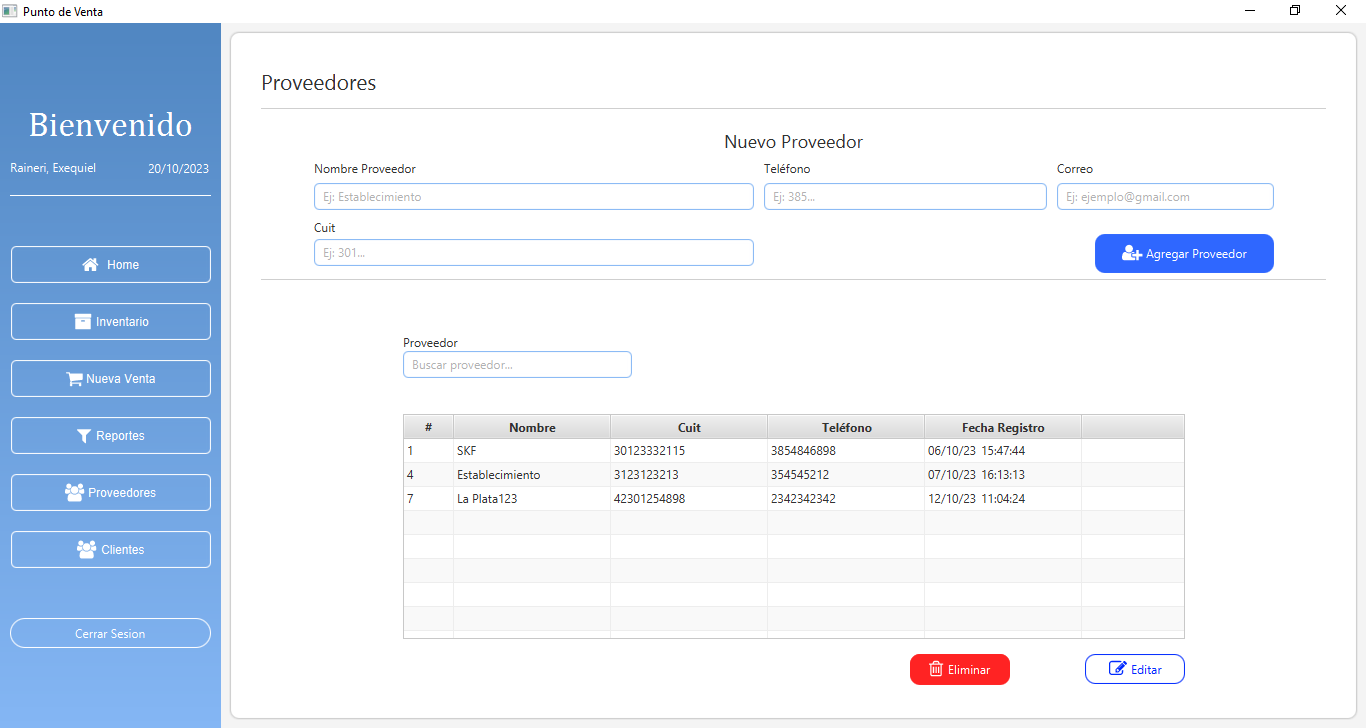 Punto de Venta
Bienvenido
Raineri, Exequiel 20/10/2023
Home
Inventario
Nueva Venta
Reportes
Proveedores
Clientes
Cerrar Sesion
Proveedores
Nuevo Proveedor
Nombre Proveedor Teléfono Correo
Ej: Establecimiento Ej: 385... Ej: ejemplo@gmail.com
Cuit
Ej: 301...
Agregar Proveedor
Proveedor
Buscar proveedor...
# Nombre Cuit Teléfono Fecha Registro
1 SKF 30123332115 3854846898 06/10/23 15:47:44
4 Establecimiento 3123123213 354545212 07/10/23 16:13:13
7 La Plata123 42301254898 2342342342 12/10/23 11:04:24
Eliminar Editar